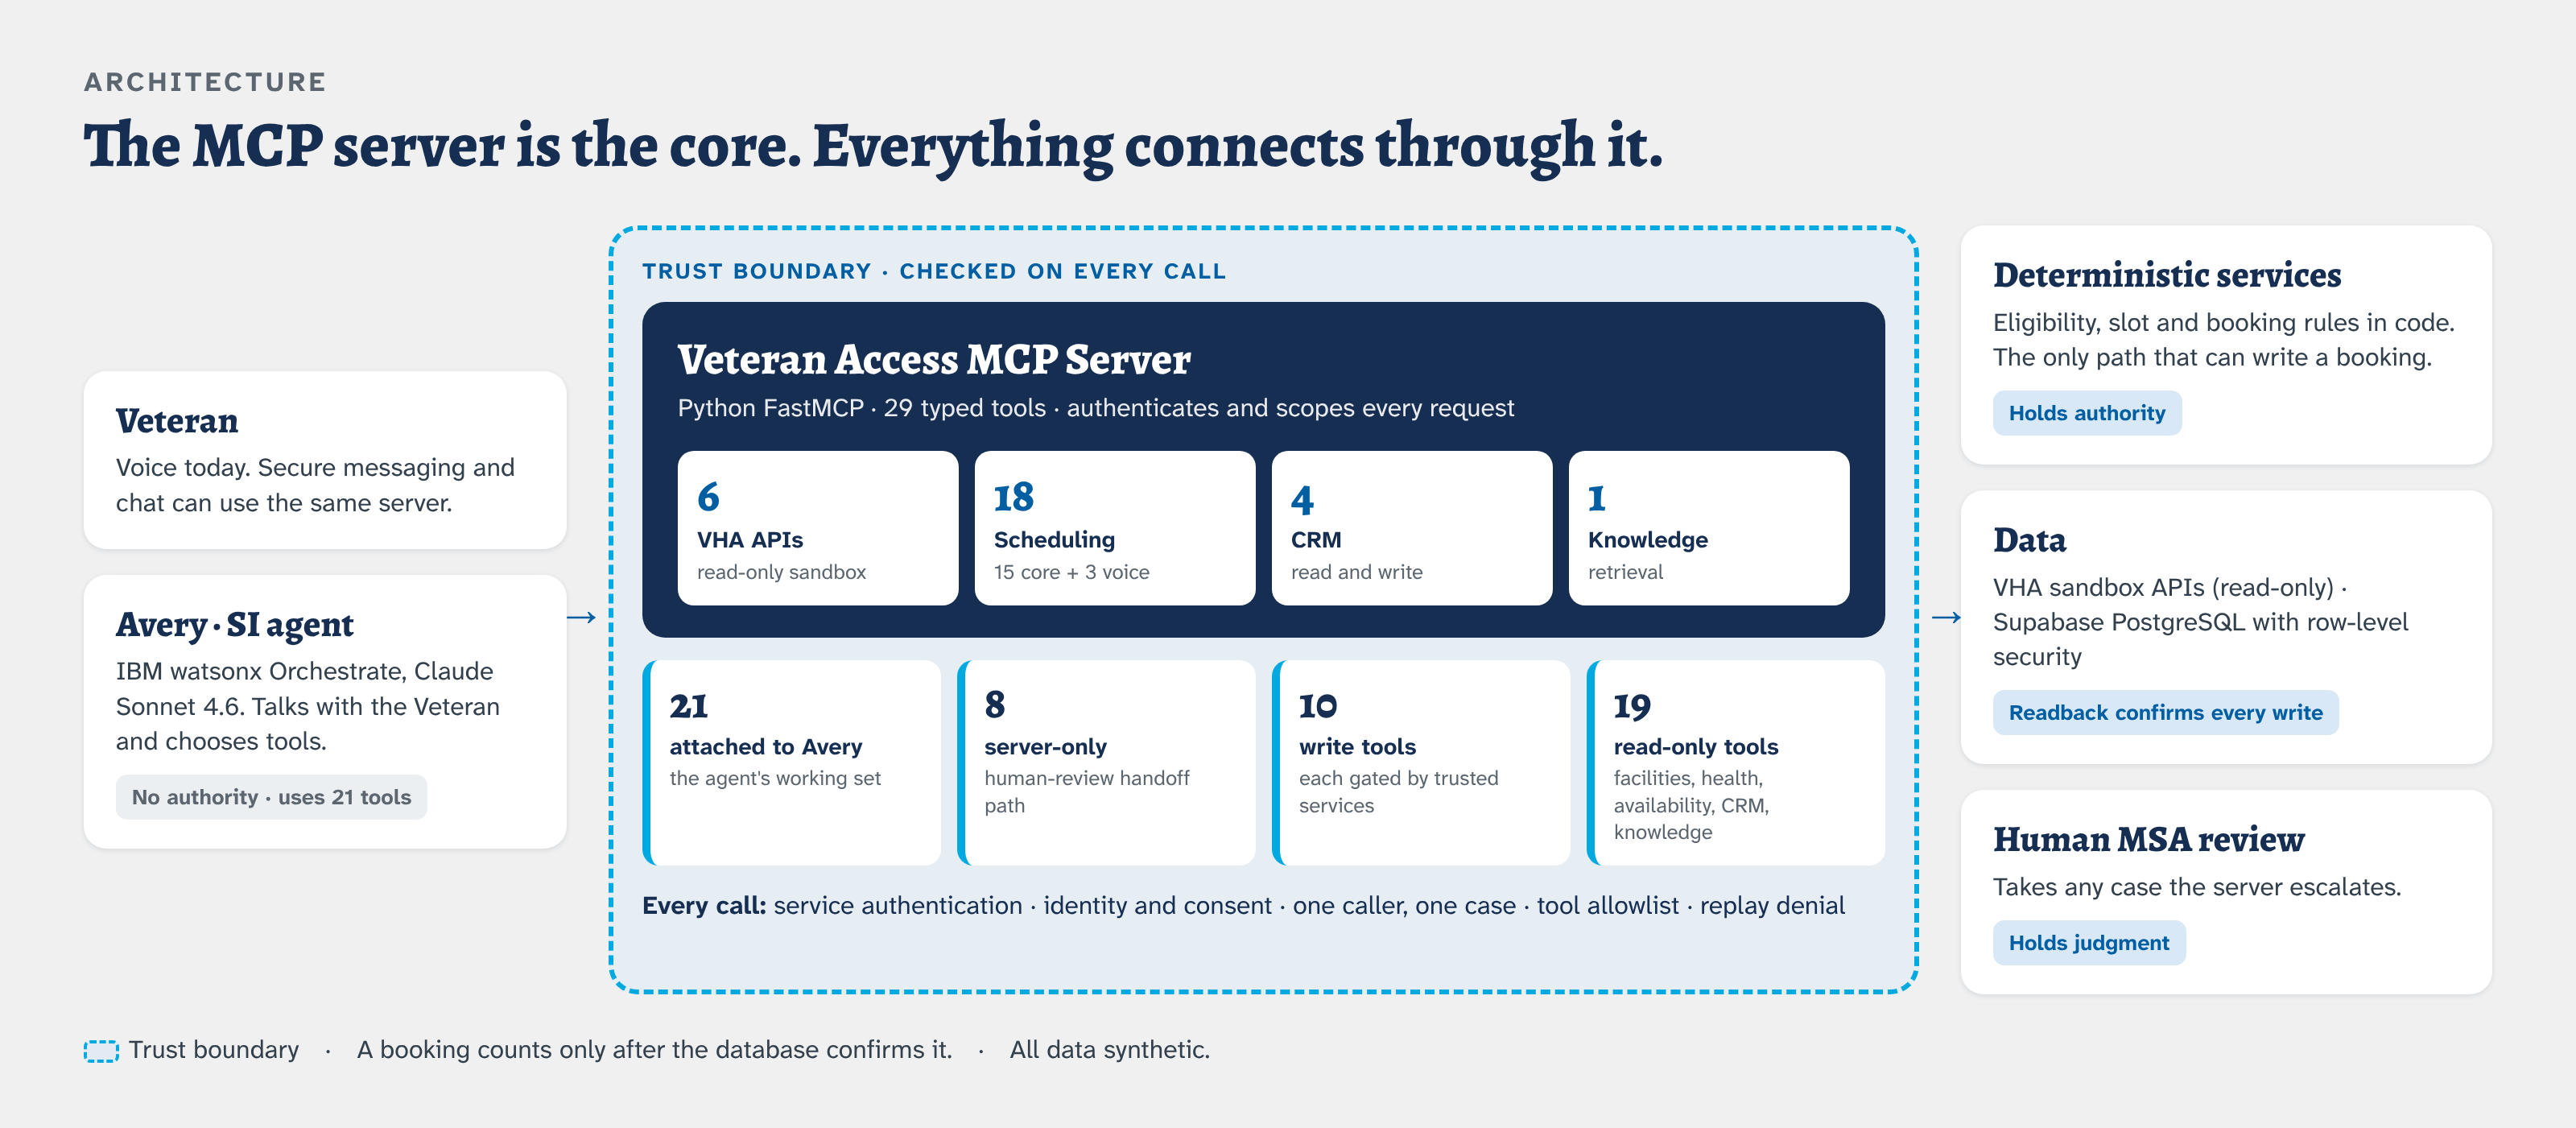 ARCHITECTURE
The MCP server is the core. Everything connects through it.
Veteran
Voice today. Secure messaging and
chat can use the same server.
Avery · SI agent
IBM watsonx Orchestrate, Claude
Sonnet 4.6. Talks with the Veteran
and chooses tools.
No authority · uses 21 tools
→
TRUST BOUNDARY · CHECKED ON EVERY CALL
Veteran Access MCP Server
Python FastMCP · 29 typed tools · authenticates and scopes every request
6
VHA APIs
read-only sandbox
18
Scheduling
15 core + 3 voice
4
CRM
read and write
1
Knowledge
retrieval
21
attached to Avery
the agent's working set
8
server-only
human-review handoff
path
10
write tools
each gated by trusted
services
19
read-only tools
facilities, health,
availability, CRM,
knowledge
Every call: service authentication · identity and consent · one caller, one case · tool allowlist · replay denial
→
Deterministic services
Eligibility, slot and booking rules in code.
The only path that can write a booking.
Holds authority
Data
VHA sandbox APIs (read-only) ·
Supabase PostgreSQL with row-level
security
Readback confirms every write
Human MSA review
Takes any case the server escalates.
Holds judgment
Trust boundary · A booking counts only after the database confirms it. · All data synthetic.